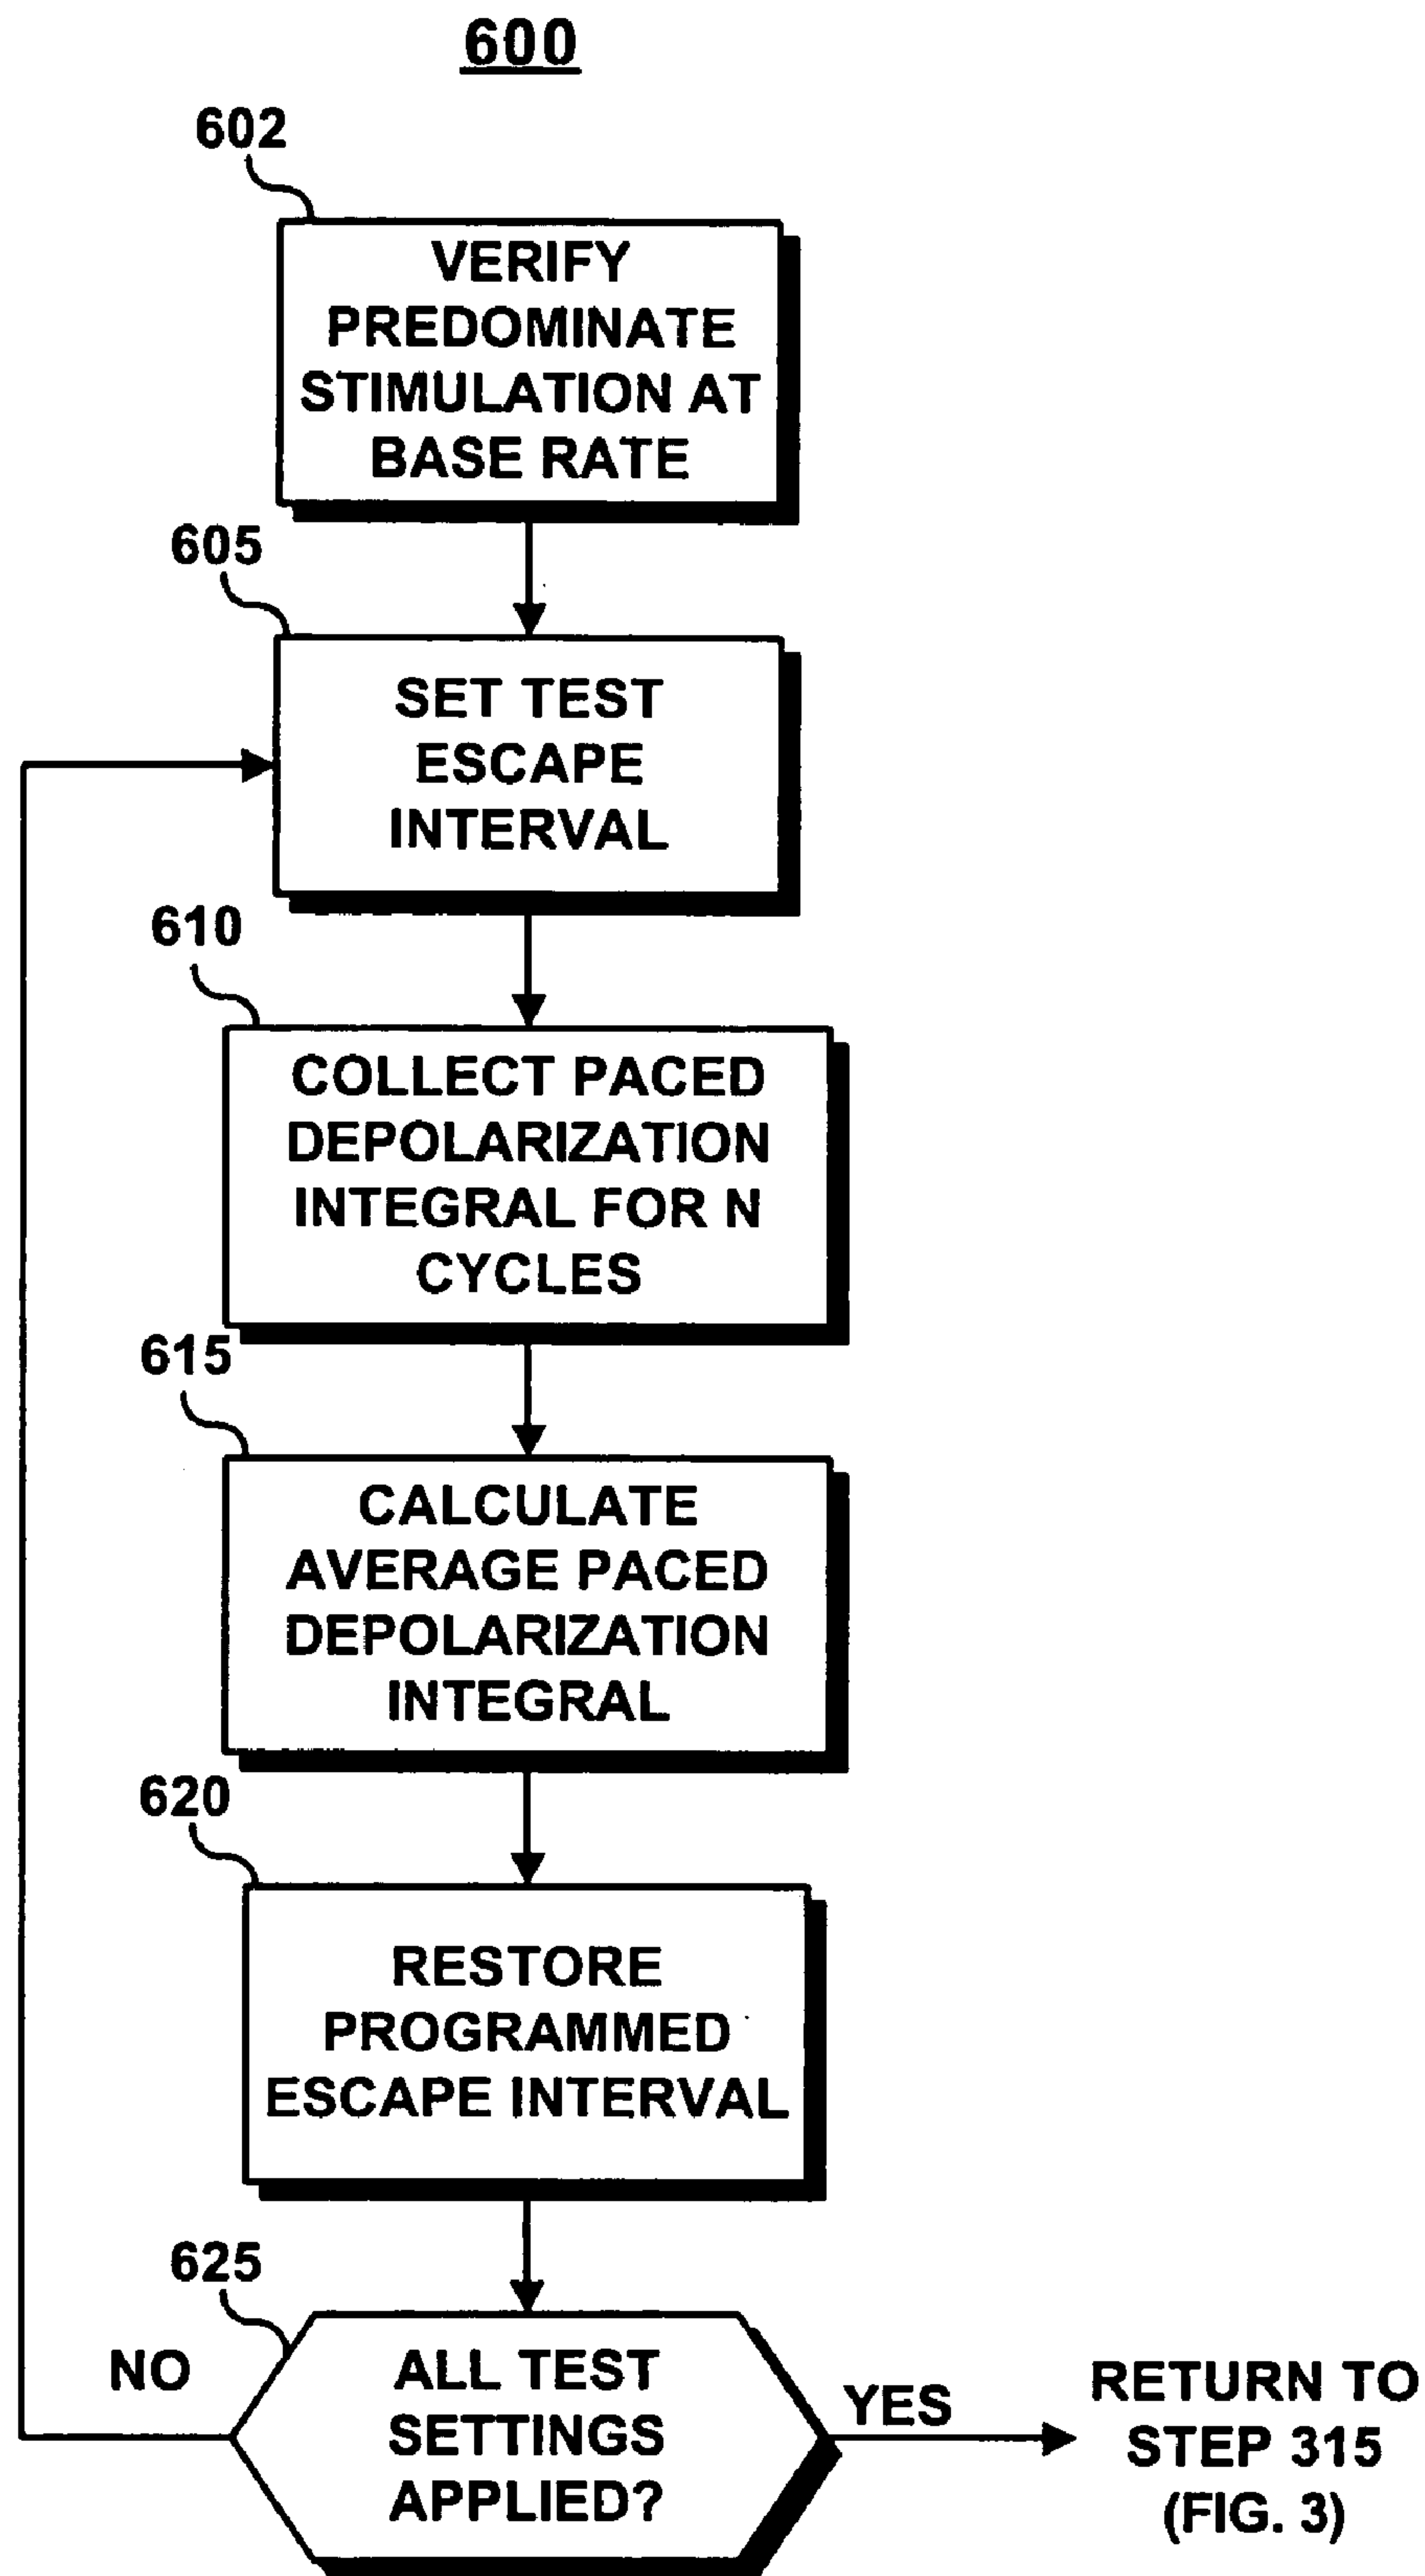 600
602
VERIFY
PREDOMINATE
STIMULATION AT
BASE RATE
605
SET TEST
ESCAPE
INTERVAL
610
COLLECT PACED
DEPOLARIZATION
INTEGRAL FOR N
CYCLES
615
CALCULATE
AVERAGE PACED
DEPOLARIZATION
INTEGRAL
620
RESTORE
PROGRAMMED
ESCAPE INTERVAL
625
NO
ALL TEST
SETTINGS
APPLIED?
YES
RETURN TO
STEP 315
(FIG. 3)